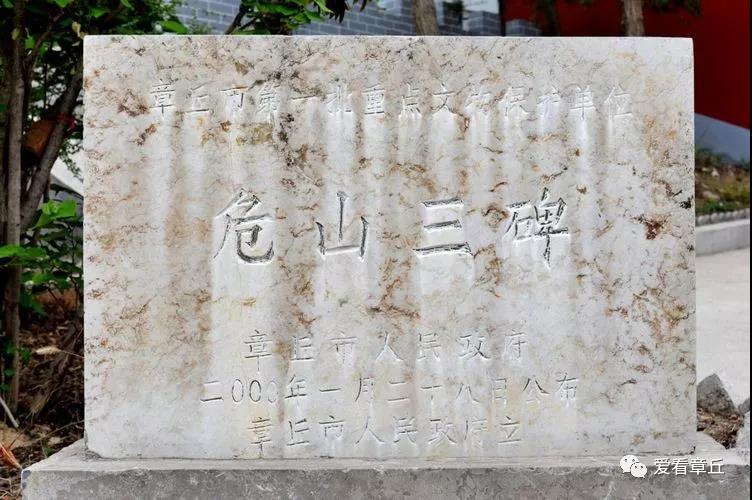 章丘市第一批重点文物保护单位
危山三碑
章丘市人民政府
二000年一月二十八日公布
章丘市人民政府立
爱看章丘